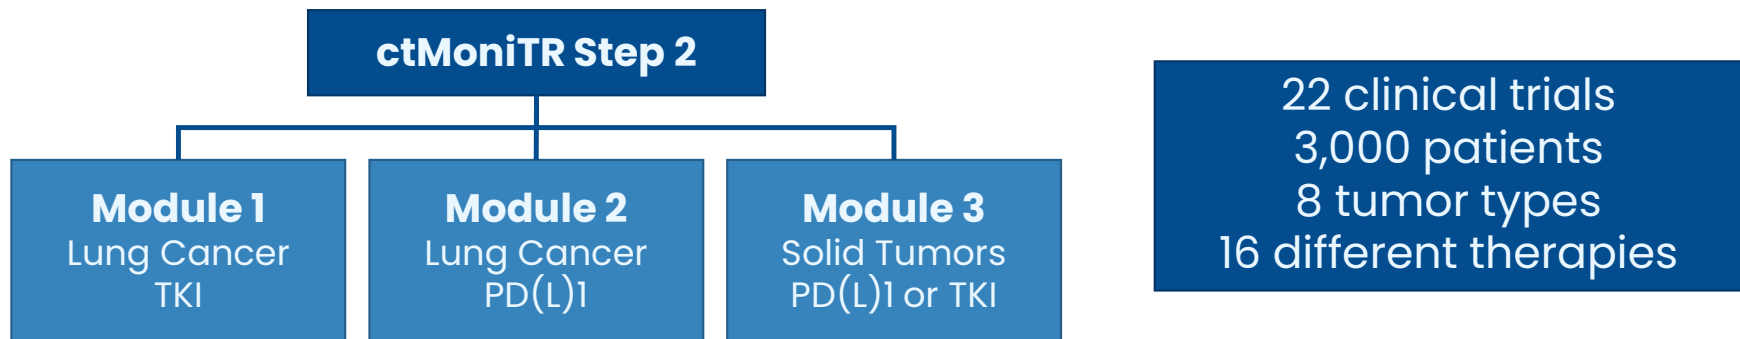 ctMoniTR Step 2
Module 1
Lung Cancer
TKI
Module 2
Lung Cancer
PD(L)1
Module 3
Solid Tumors
PD(L)1 or TKI
22 clinical trials
3,000 patients
8 tumor types
16 different therapies